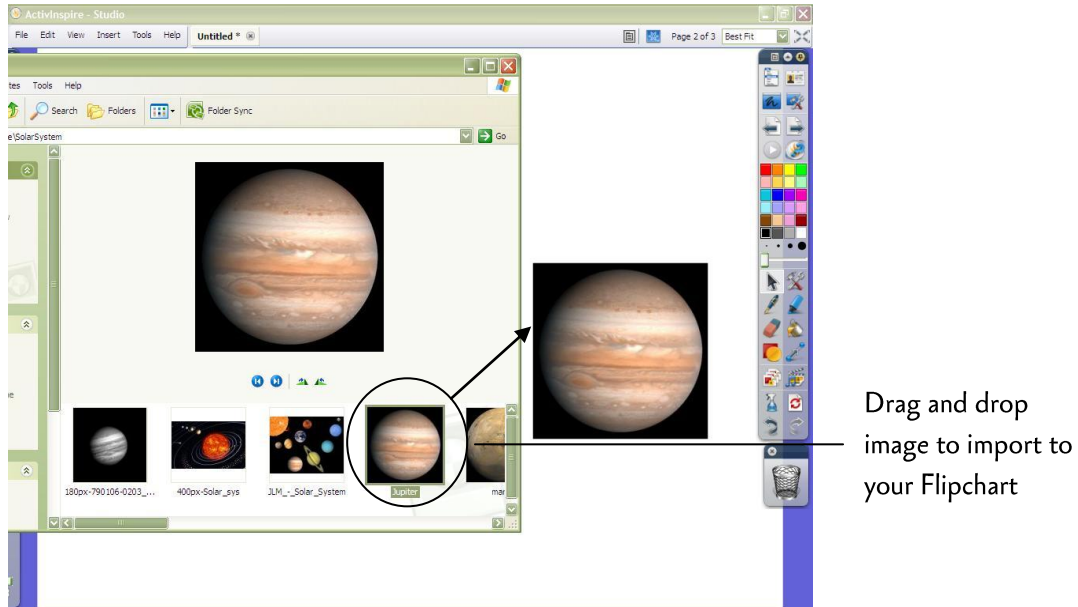 ActivInspire - Studio
File Edit View Insert Tools Help Untitled *
Page 2 of 3 Best Fit
tes Tools Help
Search Folders Folder Sync
e\SolarSystem
Go
180px-790106-0203_...
400px-Solar_sys
JLM_-_Solar_System
Jupiter
mar
Drag and drop
image to import to
your Flipchart